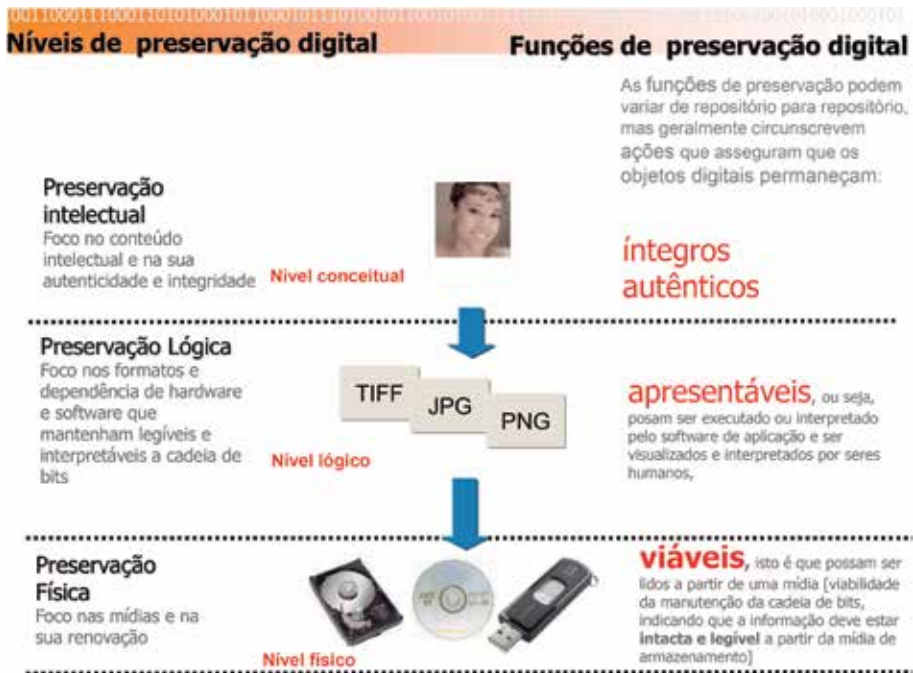 Níveis de preservação digital
Funções de preservação digital
As funções de preservação podem
variar de repositório para repositório,
mas geralmente circunscrevem
ações que asseguram que os
objetos digitais permaneçam:
Preservação
intelectual
Foco no conteúdo
intelectual e na sua
autenticidade e integridade
Nível conceitual
íntegros
autênticos
Preservação Lógica
Foco nos formatos e
dependência de hardware
e software que
mantenham legíveis e
interpretáveis a cadeia de
bits
Nível lógico
TIFF
JPG
PNG
apresentáveis, ou seja,
posam ser executado ou interpretado
pelo software de aplicação e ser
visualizados e interpretados por seres
humanos,
Preservação
Física
Foco nas mídias e na
sua renovação
Nível físico
viáveis, isto é que possam ser
lidos a partir de uma mídia [viabilidade
da manutenção da cadeia de bits,
indicando que a informação deve estar
intacta e legível a partir da mídia de
armazenamento]